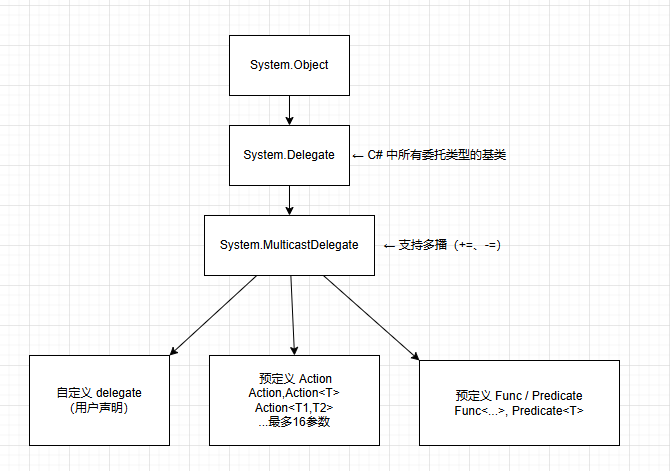 System.Object
System.Delegate
← C# 中所有委托类型的基类
System.MulticastDelegate
← 支持多播（+=、-=）
自定义 delegate
（用户声明）
预定义 Action
Action,Action<T>
Action<T1,T2>
...最多16参数
预定义 Func / Predicate
Func<...>, Predicate<T>